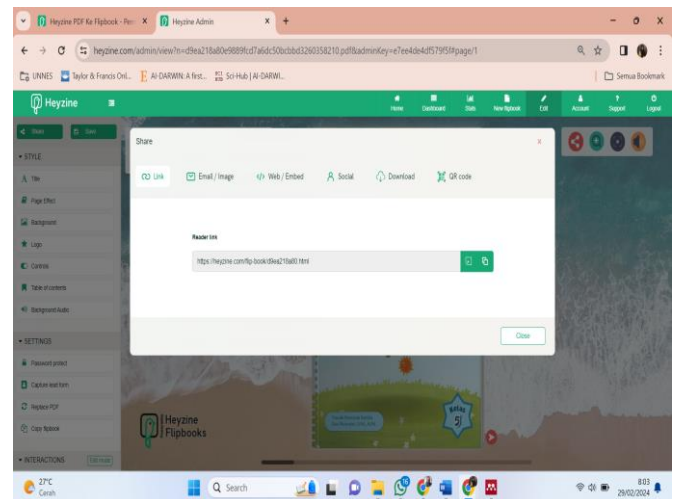 Heyzine PDF Ke Flipbook - Per
Heyzine Admin
heyzine.com/admin/view?n=d9ea218a80e9889fcd7a6dc50bcbbd3260358210.pdf&adminKey=e7ee4de4df579f5f#page/1
UNNES
Taylor & Francis Onl...
AI-DARWIN: A first...
Sci-Hub | AI-DARWI...
Semua Bookmark
Heyzine
Home
Dashboard
Stats
New flipbook
Edit
Account
Support
Logout
Share
Save
STYLE
Title
Page Effect
Background
Logo
Controls
Table of contents
Background Audio
SETTINGS
Password protect
Capture lead form
Replace PDF
Copy flipbook
INTERACTIONS
Share
x
Link
Email / Image
</> Web / Embed
Social
Download
QR code
Reader link
https://heyzine.com/flip-book/d9ea218a80.html
Close
Heyzine
Flipbooks
Kelas
5
27°C
Cerah
Search
8:03
29/02/2024